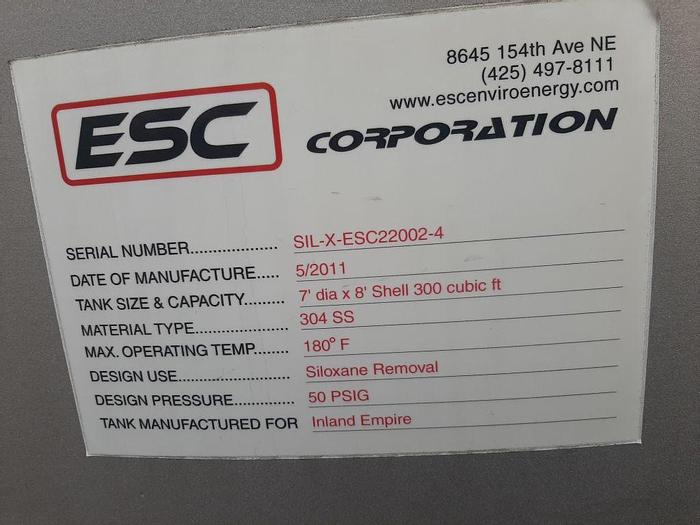 8645 154th Ave NE
(425) 497-8111
www.escenviroenergy.com
ESC CORPORATION
SERIAL NUMBER................... SIL-X-ESC22002-4
DATE OF MANUFACTURE..... 5/2011
TANK SIZE & CAPACITY......... 7' dia x 8' Shell 300 cubic ft
MATERIAL TYPE.................... 304 SS
MAX. OPERATING TEMP........ 180° F
DESIGN USE........................ Siloxane Removal
DESIGN PRESSURE............. 50 PSIG
TANK MANUFACTURED FOR Inland Empire